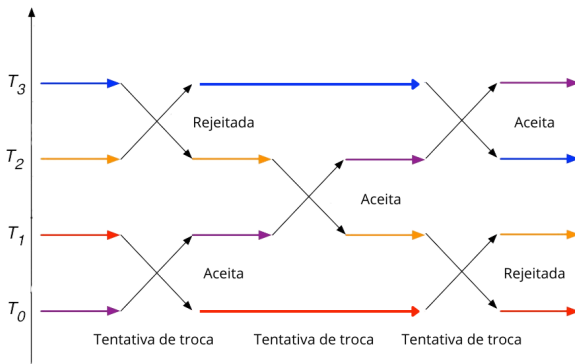 T3
Rejeitada
Aceita
T2
Aceita
T1
Aceita
Rejeitada
T0
Tentativa de troca Tentativa de troca Tentativa de troca